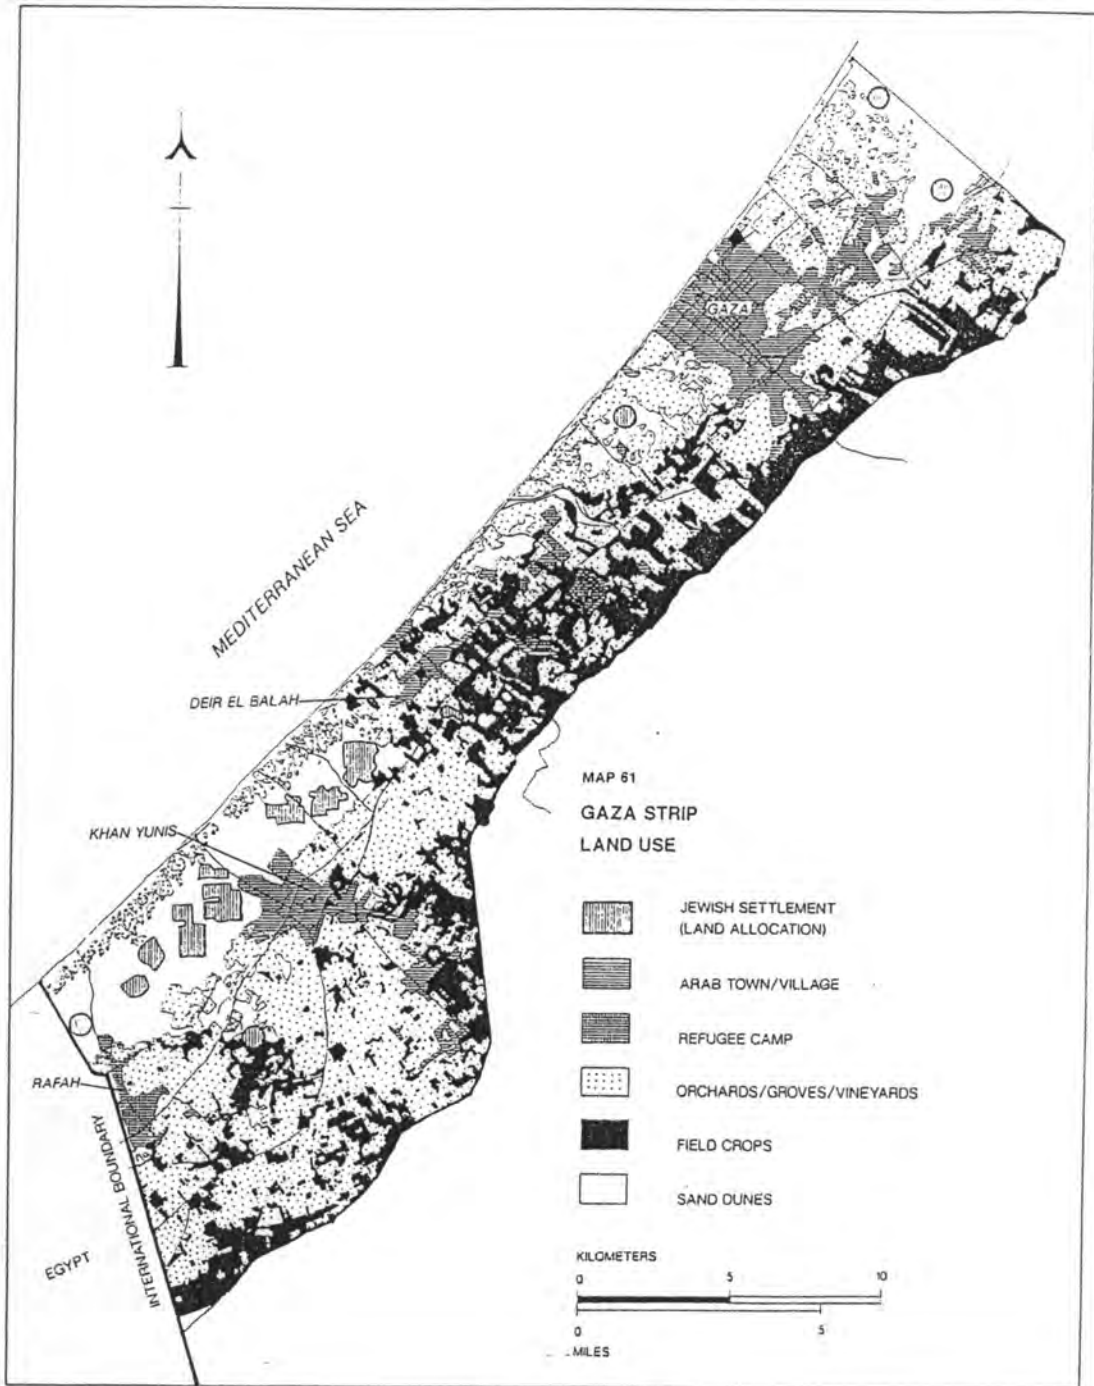 GAZA
MEDITERRANEAN SEA
DEIR EL BALAH
KHAN YUNIS
RAFAH
INTERNATIONAL BOUNDARY
EGYPT
MAP 61
GAZA STRIP
LAND USE
JEWISH SETTLEMENT
(LAND ALLOCATION)
ARAB TOWN/VILLAGE
REFUGEE CAMP
ORCHARDS/GROVES/VINEYARDS
FIELD CROPS
SAND DUNES
KILOMETERS
0 5 10
0 5
MILES